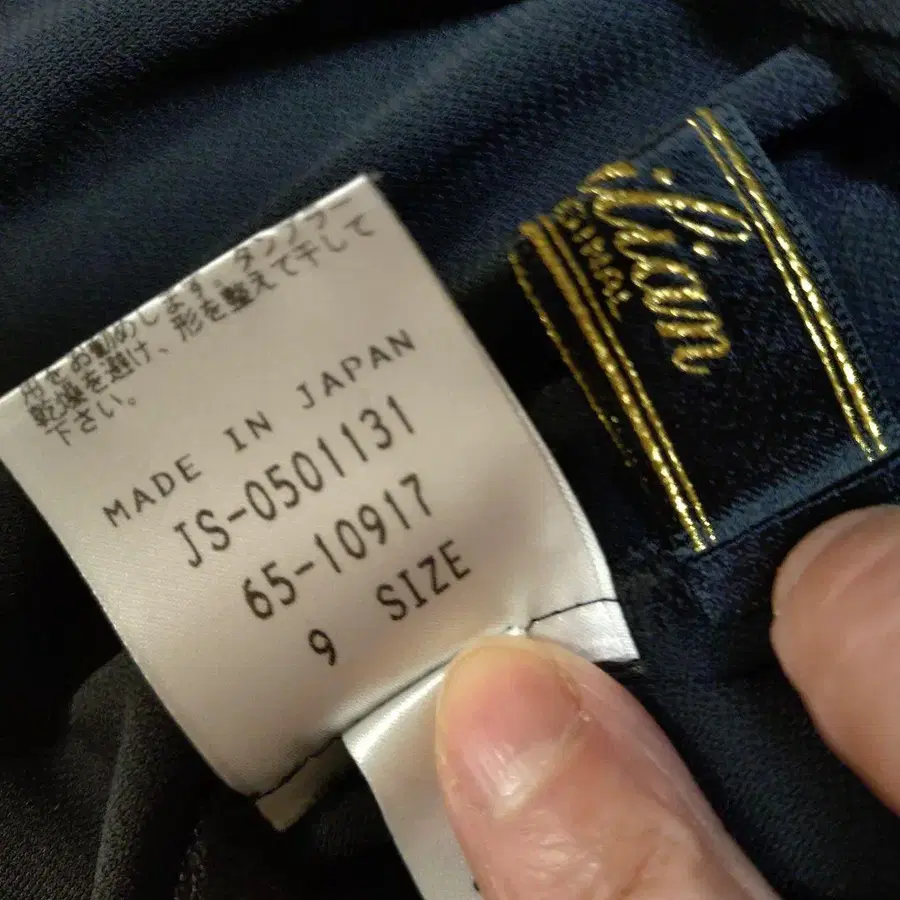 をお勧めします。タンブラー
乾燥を避け、形を整えて干して
下さい。
MADE IN JAPAN
JS-0501131
65-10917
9 SIZE